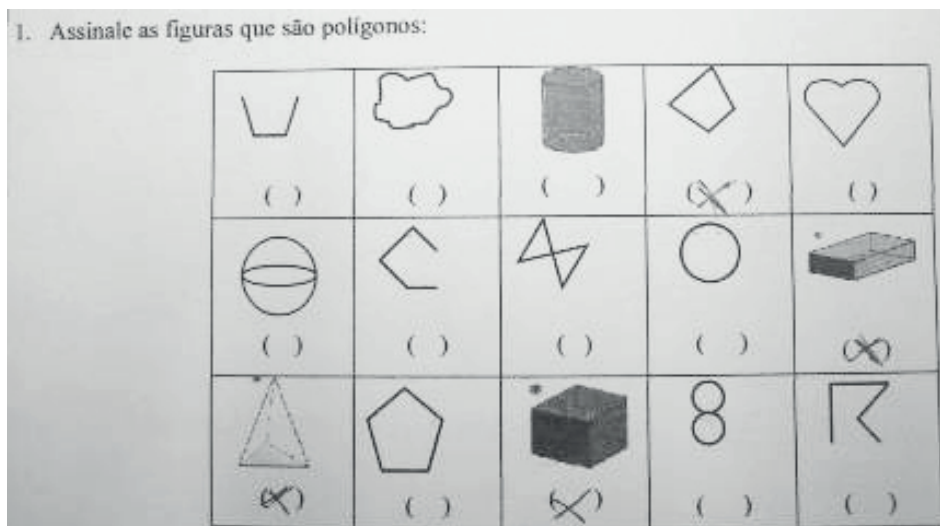 1. Assinale as figuras que são polígonos:
( ) ( ) ( ) (X) ( )
( ) ( ) ( ) ( ) (X)
(X) ( ) (X) ( ) ( )